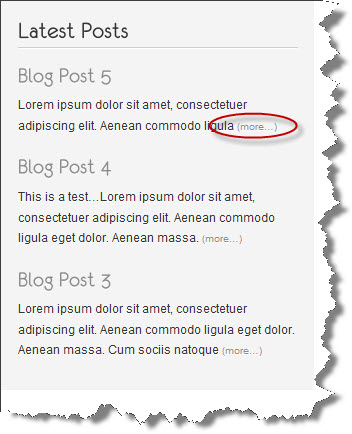 Latest Posts
Blog Post 5
Lorem ipsum dolor sit amet, consectetuer
adipiscing elit. Aenean commodo ligula (more...)
Blog Post 4
This is a test...Lorem ipsum dolor sit amet,
consectetuer adipiscing elit. Aenean commodo
ligula eget dolor. Aenean massa. (more...)
Blog Post 3
Lorem ipsum dolor sit amet, consectetuer
adipiscing elit. Aenean commodo ligula eget dolor.
Aenean massa. Cum sociis natoque (more...)